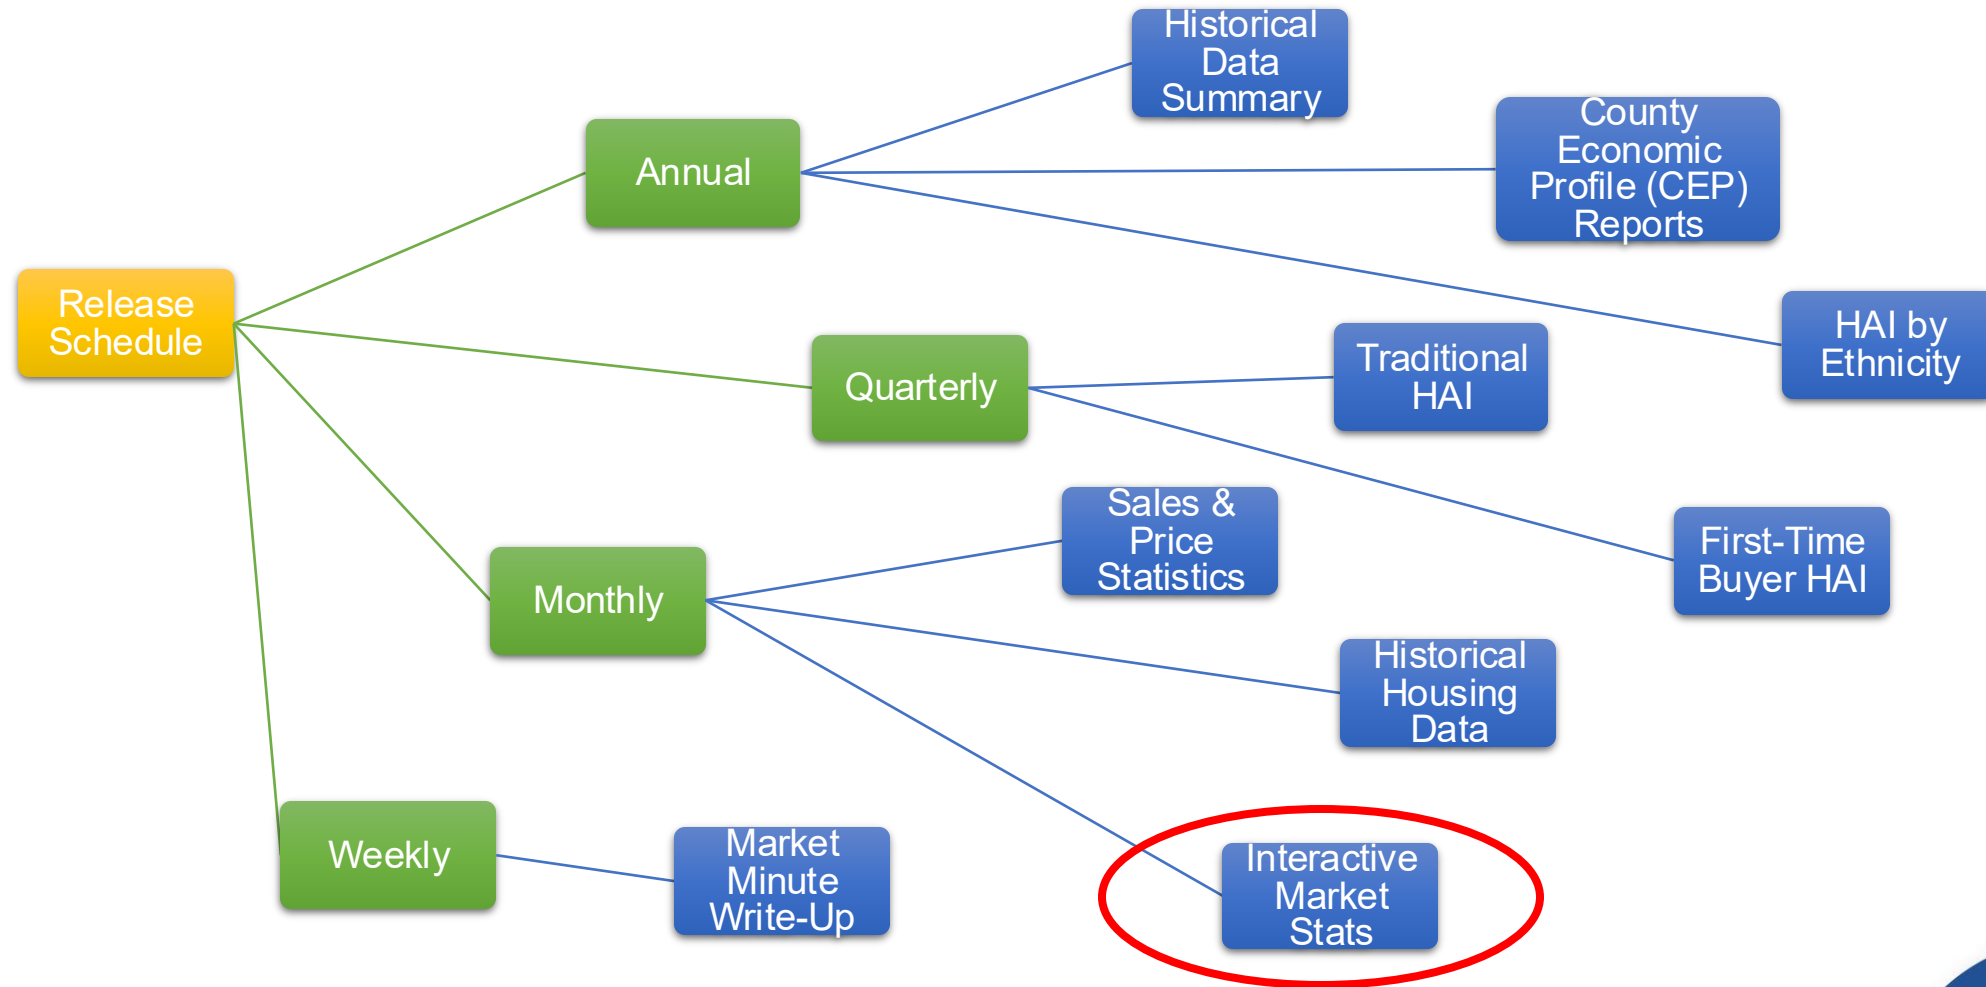 Historical
Data
Summary
County
Economic
Profile (CEP)
Reports
Annual
Release
Schedule
HAI by
Ethnicity
Traditional
HAI
Quarterly
Sales &
Price
Statistics
First-Time
Buyer HAI
Monthly
Historical
Housing
Data
Weekly
Market
Minute
Write-Up
Interactive
Market
Stats